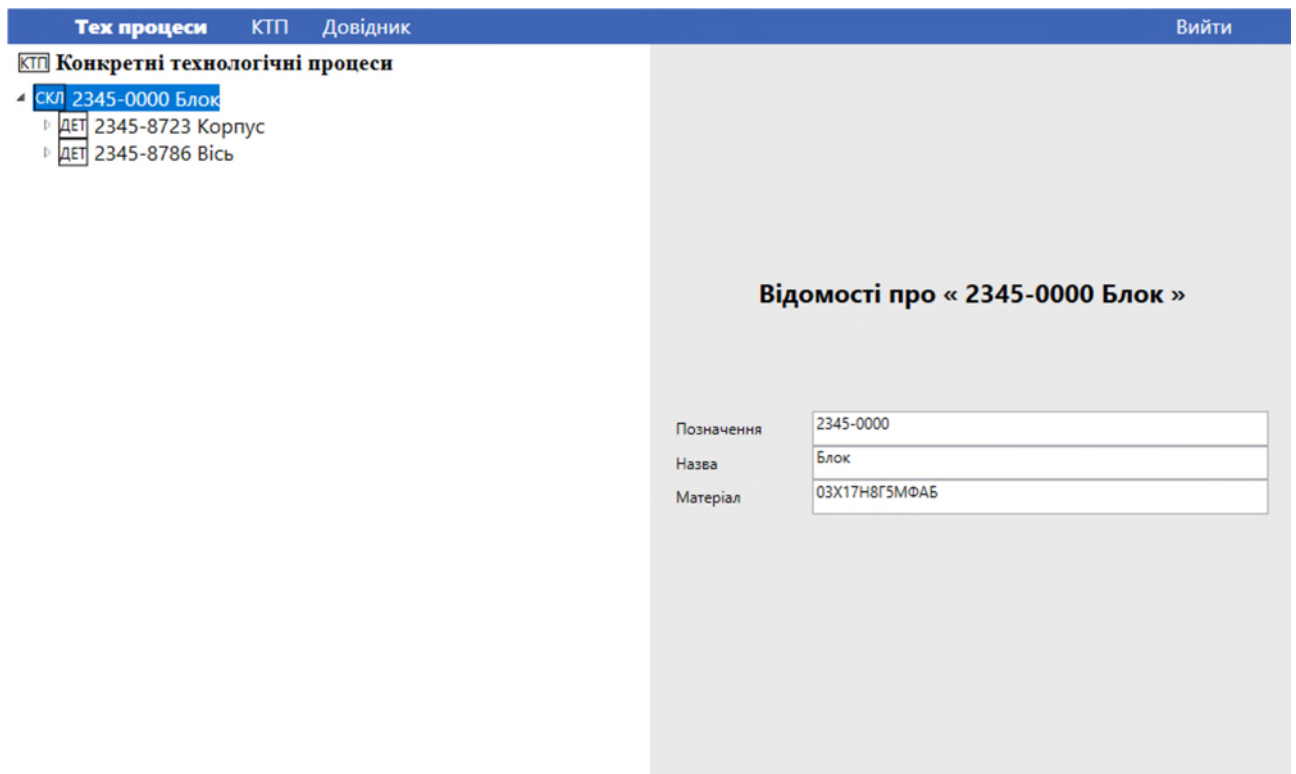 Тех процеси КТП Довідник Вийти
КТП Конкретні технологічні процеси
СКЛ 2345-0000 Блок
ДЕТ 2345-8723 Корпус
ДЕТ 2345-8786 Вісь
Відомості про « 2345-0000 Блок »
Позначення 2345-0000
Назва Блок
Матеріал 03Х17Н8Г5МФАБ